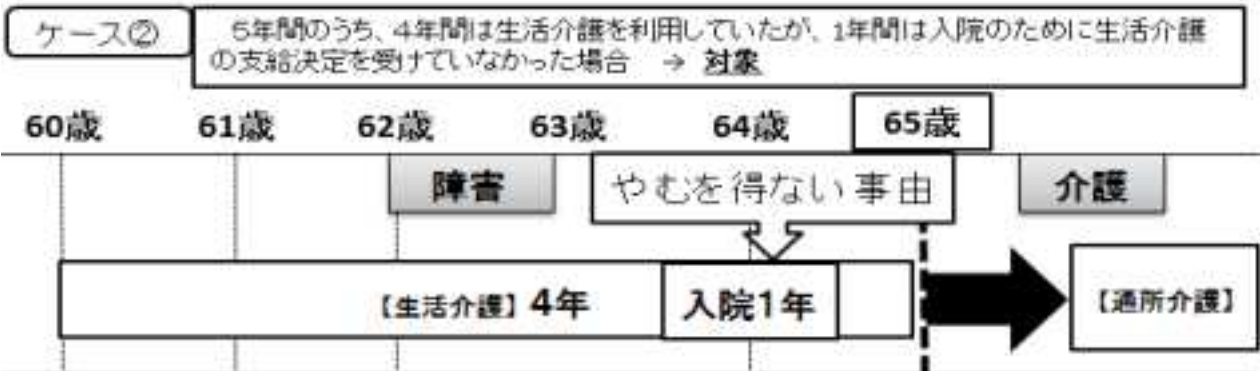 ケース②
5年間のうち、4年間は生活介護を利用していたが、1年間は入院のために生活介護
の支給決定を受けていなかった場合 → 対象
60歳 61歳 62歳 63歳 64歳 65歳
障害 やむを得ない事由 介護
【生活介護】4年 入院1年 【通所介護】